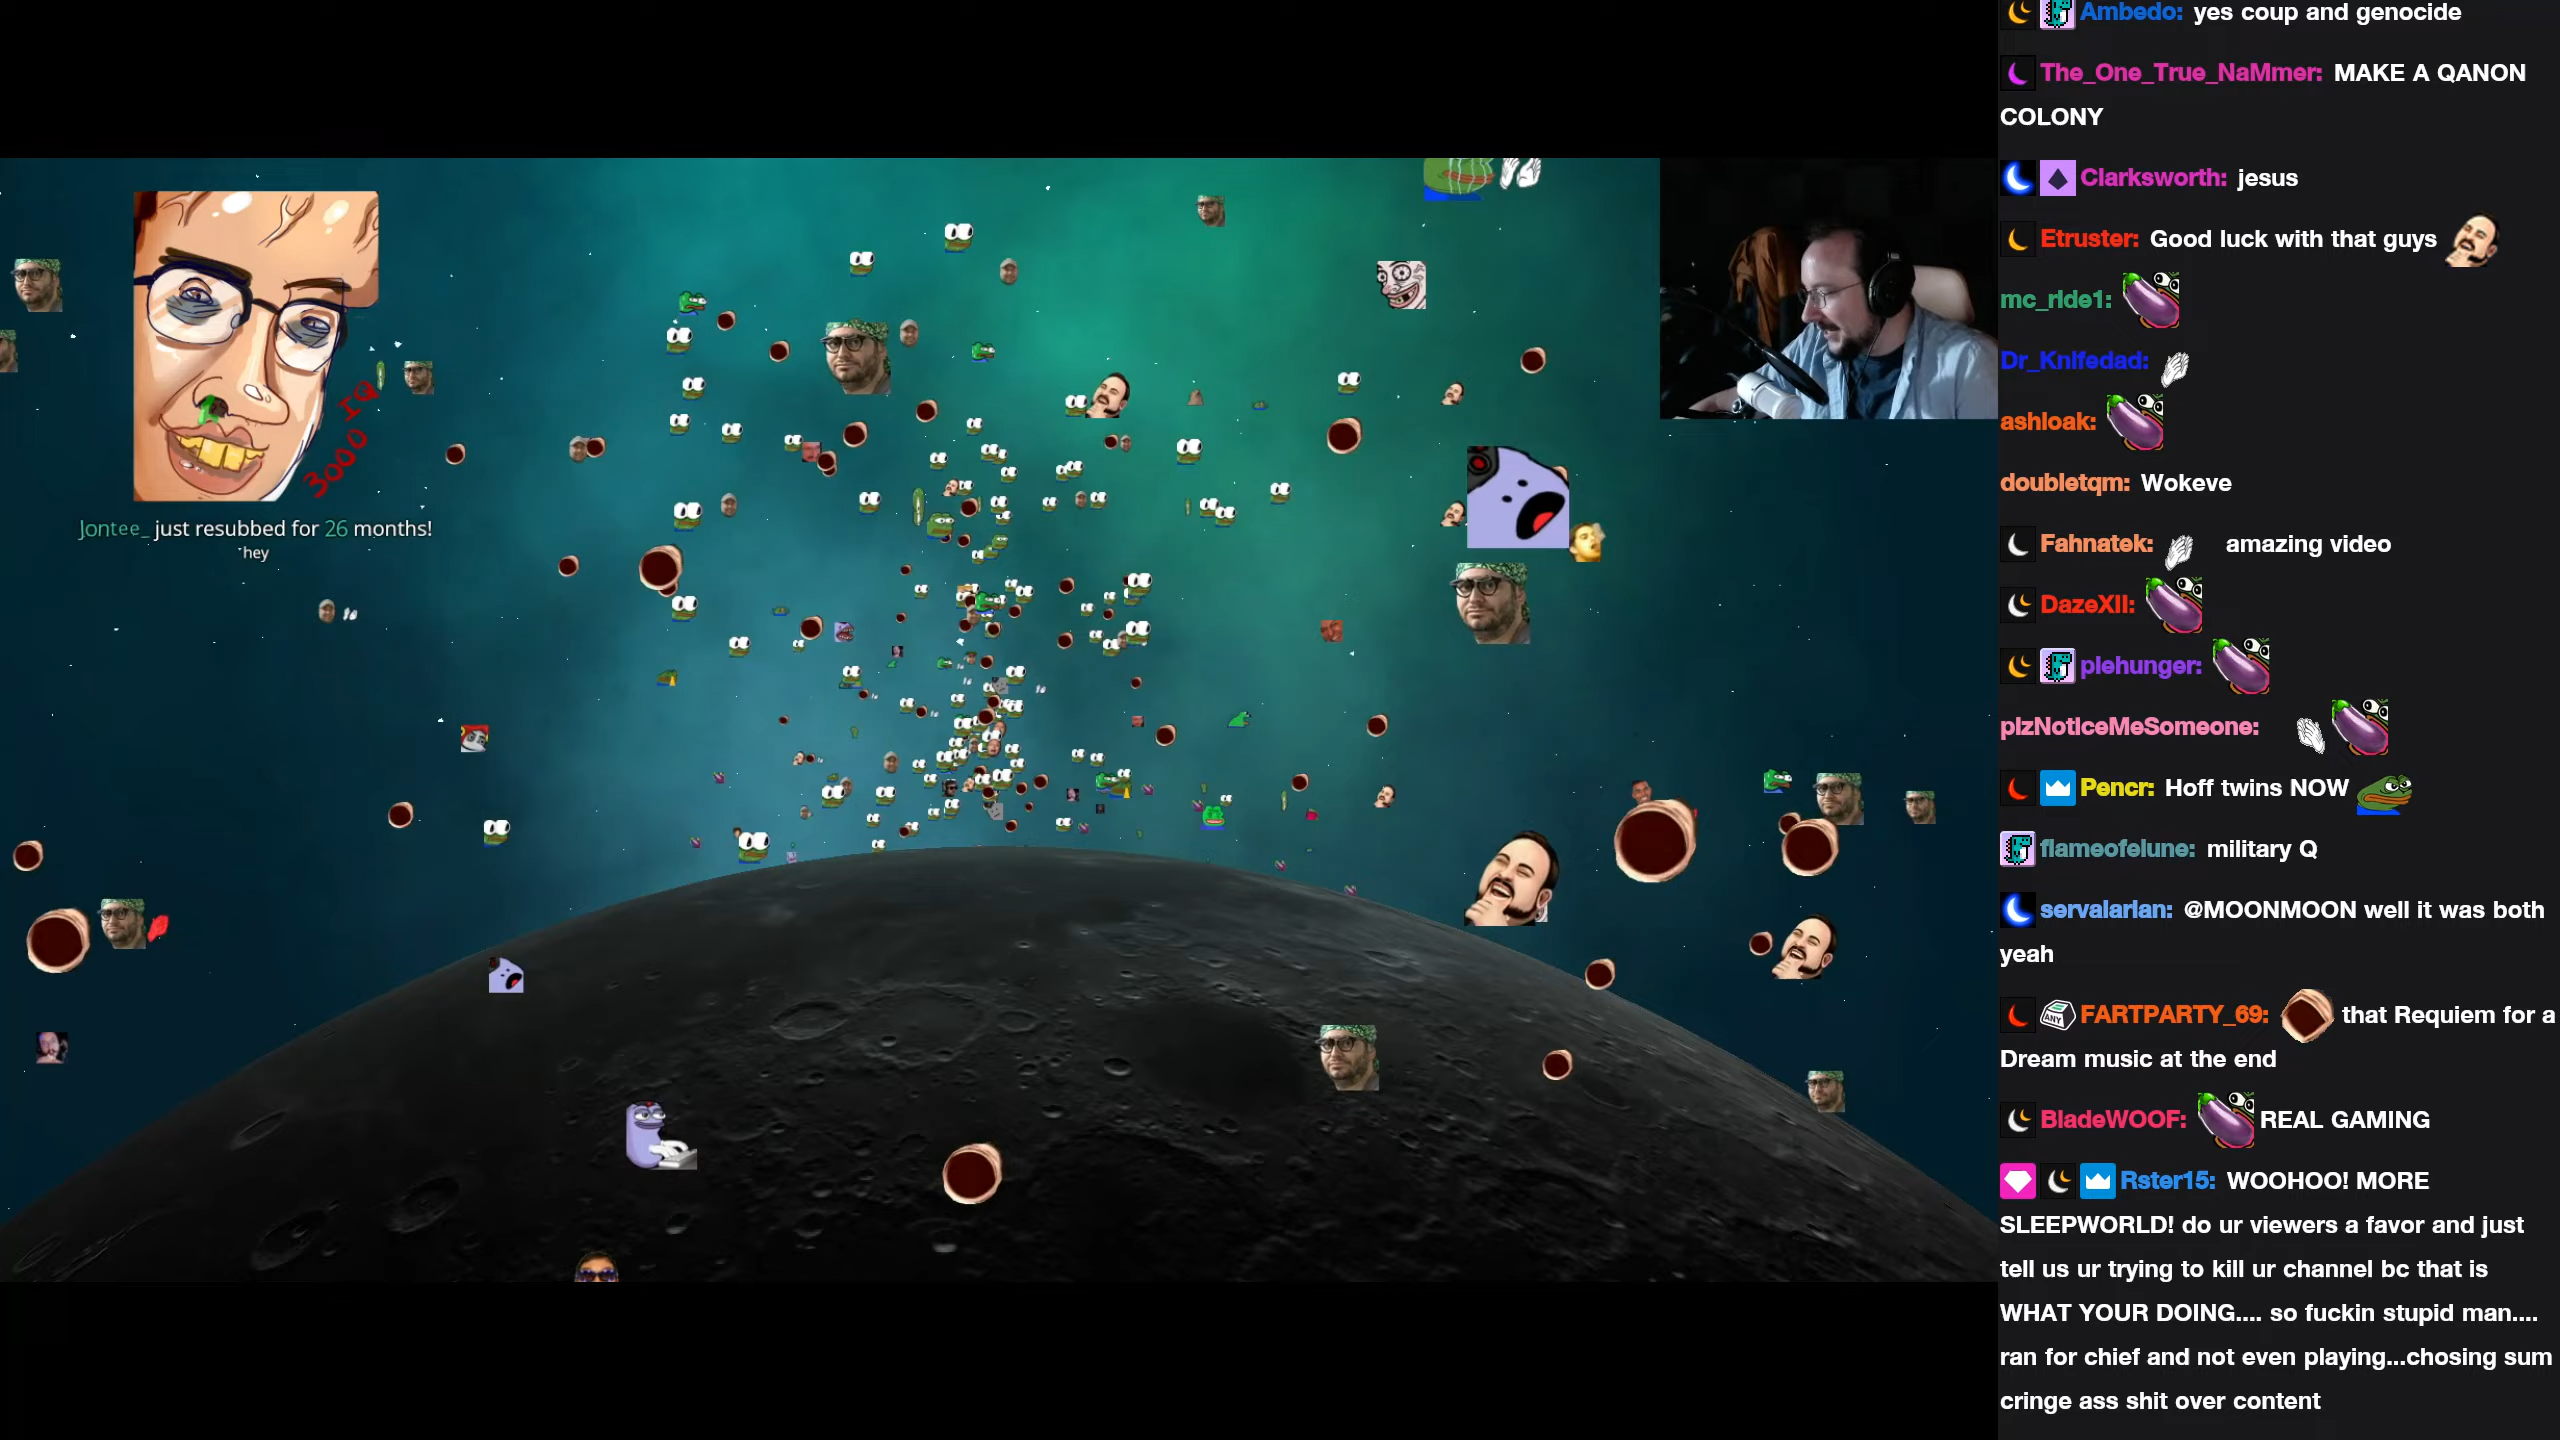 3000 IQ
Jontee_ just resubbed for 26 months!
hey
Ambedo: yes coup and genocide
The_One_True_NaMmer: MAKE A QANON
COLONY
Clarksworth: jesus
Etruster: Good luck with that guys
mc_ride1:
Dr_Knifedad:
ashloak:
doubletqm: Wokeve
Fahnatek: amazing video
DazeXII:
piehunger:
plzNoticeMeSomeone:
Pencr: Hoff twins NOW
flameofelune: military Q
servalarian: @MOONMOON well it was both
yeah
ANY
FARTPARTY_69: that Requiem for a
Dream music at the end
BladeWOOF: REAL GAMING
Rster15: WOOHOO! MORE
SLEEPWORLD! do ur viewers a favor and just
tell us ur trying to kill ur channel bc that is
WHAT YOUR DOING.... so fuckin stupid man....
ran for chief and not even playing...chosing sum
cringe ass shit over content